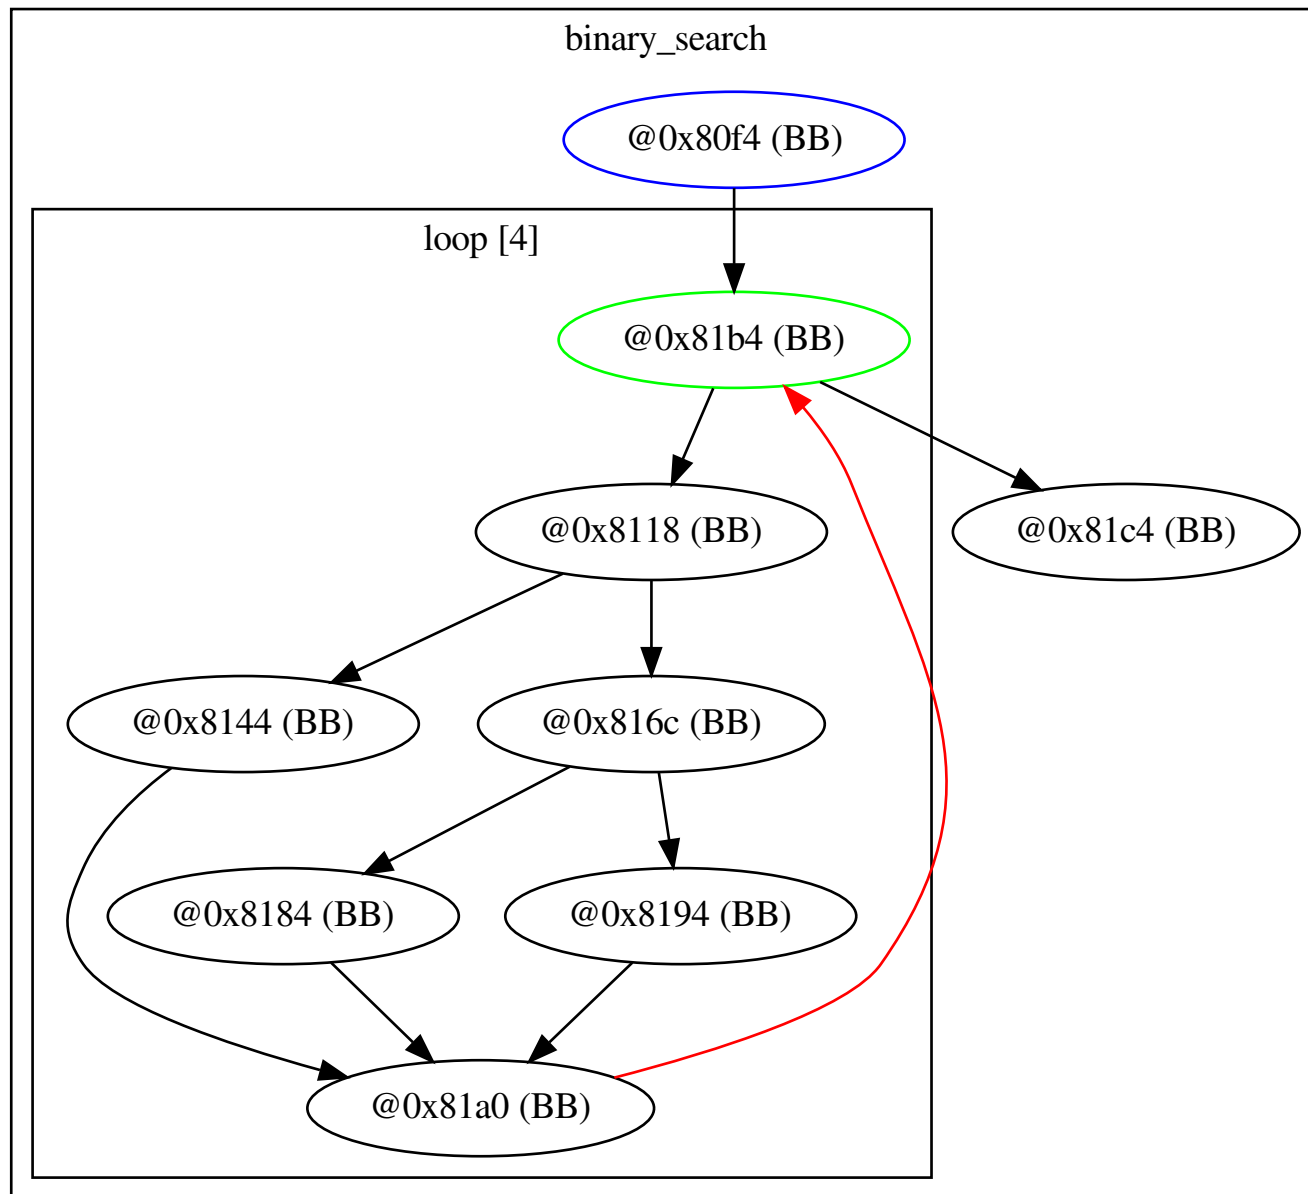 binary_search
@0x80f4 (BB)
loop [4]
@0x81b4 (BB)
@0x8118 (BB)
@0x81c4 (BB)
@0x8144 (BB)
@0x816c (BB)
@0x8184 (BB)
@0x8194 (BB)
@0x81a0 (BB)